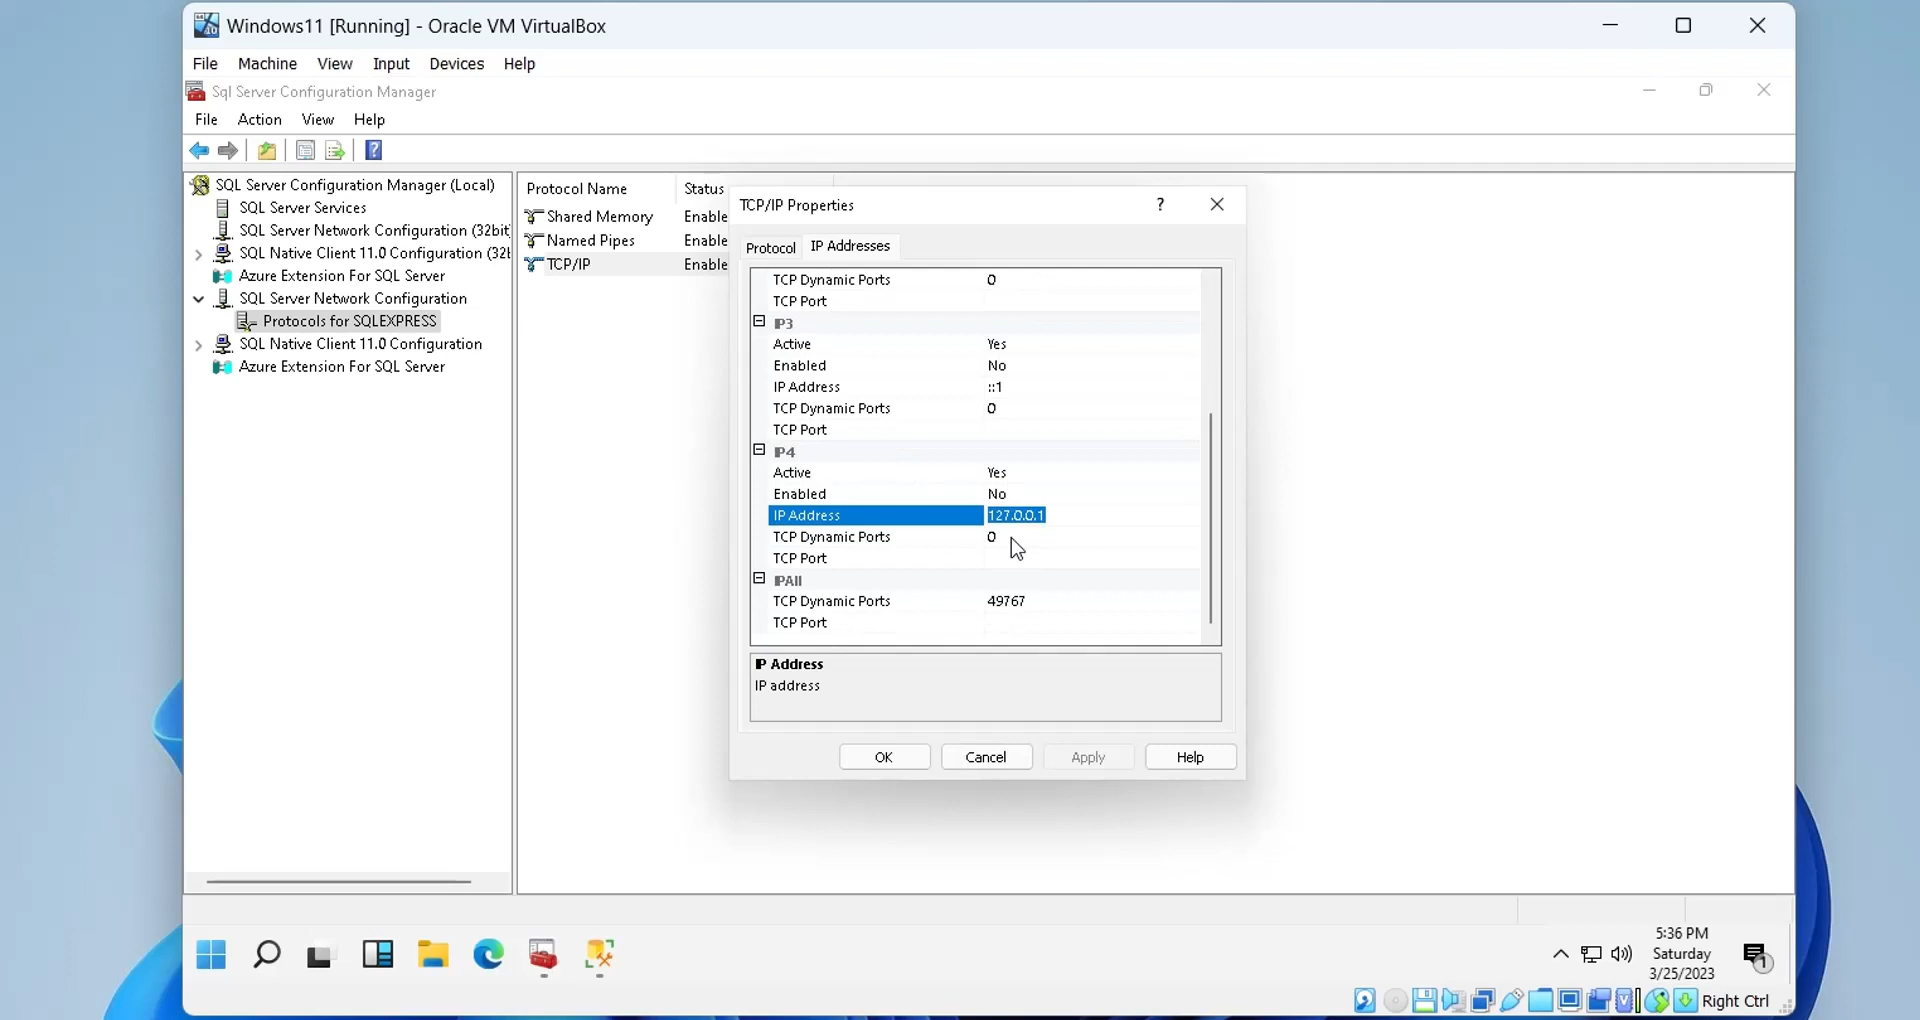 Windows11 [Running] - Oracle VM VirtualBox
File Machine View Input Devices Help
Sql Server Configuration Manager
File Action View Help
SQL Server Configuration Manager (Local)
SQL Server Services
SQL Server Network Configuration (32bit
SQL Native Client 11.0 Configuration (32b
Azure Extension For SQL Server
SQL Server Network Configuration
Protocols for SQLEXPRESS
SQL Native Client 11.0 Configuration
Azure Extension For SQL Server
Protocol Name Status
Shared Memory Enable
Named Pipes Enable
TCP/IP Enable
TCP/IP Properties ?
Protocol IP Addresses
TCP Dynamic Ports 0
TCP Port
IP3
Active Yes
Enabled No
IP Address ::1
TCP Dynamic Ports 0
TCP Port
IP4
Active Yes
Enabled No
IP Address 127.0.0.1
TCP Dynamic Ports 0
TCP Port
IPAll
TCP Dynamic Ports 49767
TCP Port
IP Address
IP address
OK Cancel Apply Help
5:36 PM
Saturday
3/25/2023
1
Right Ctrl